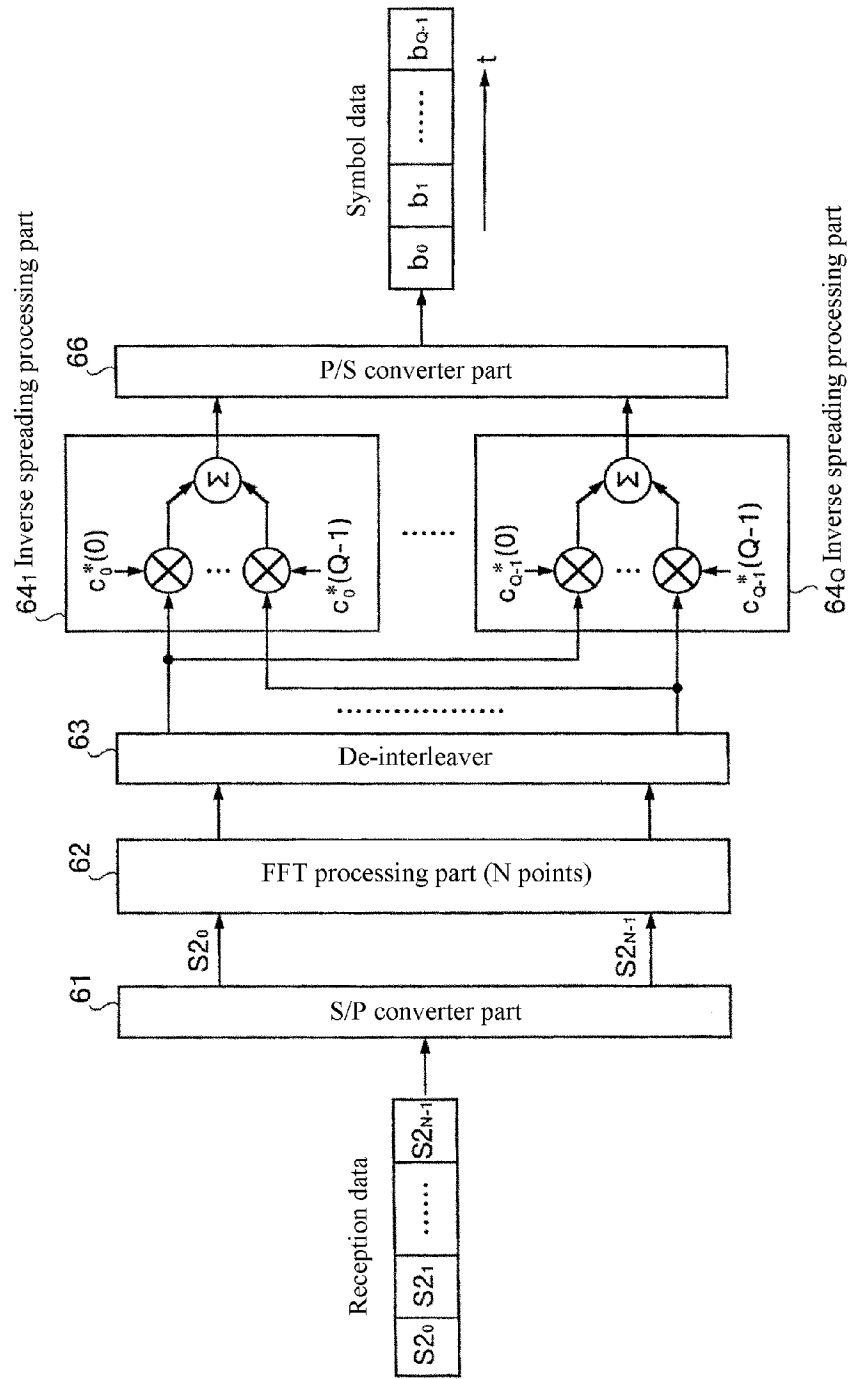 Reception data
S2₀ S2₁ ...... S2N-1
61
S/P converter part
S2₀
S2N-1
62
FFT processing part (N points)
63
De-interleaver
..................
64₁ Inverse spreading processing part
c₀*(0)
...
c₀*(Q-1)
Σ
......
cQ-1*(0)
...
cQ-1*(Q-1)
Σ
64Q Inverse spreading processing part
66
P/S converter part
Symbol data
b₀ b₁ ...... bQ-1
t